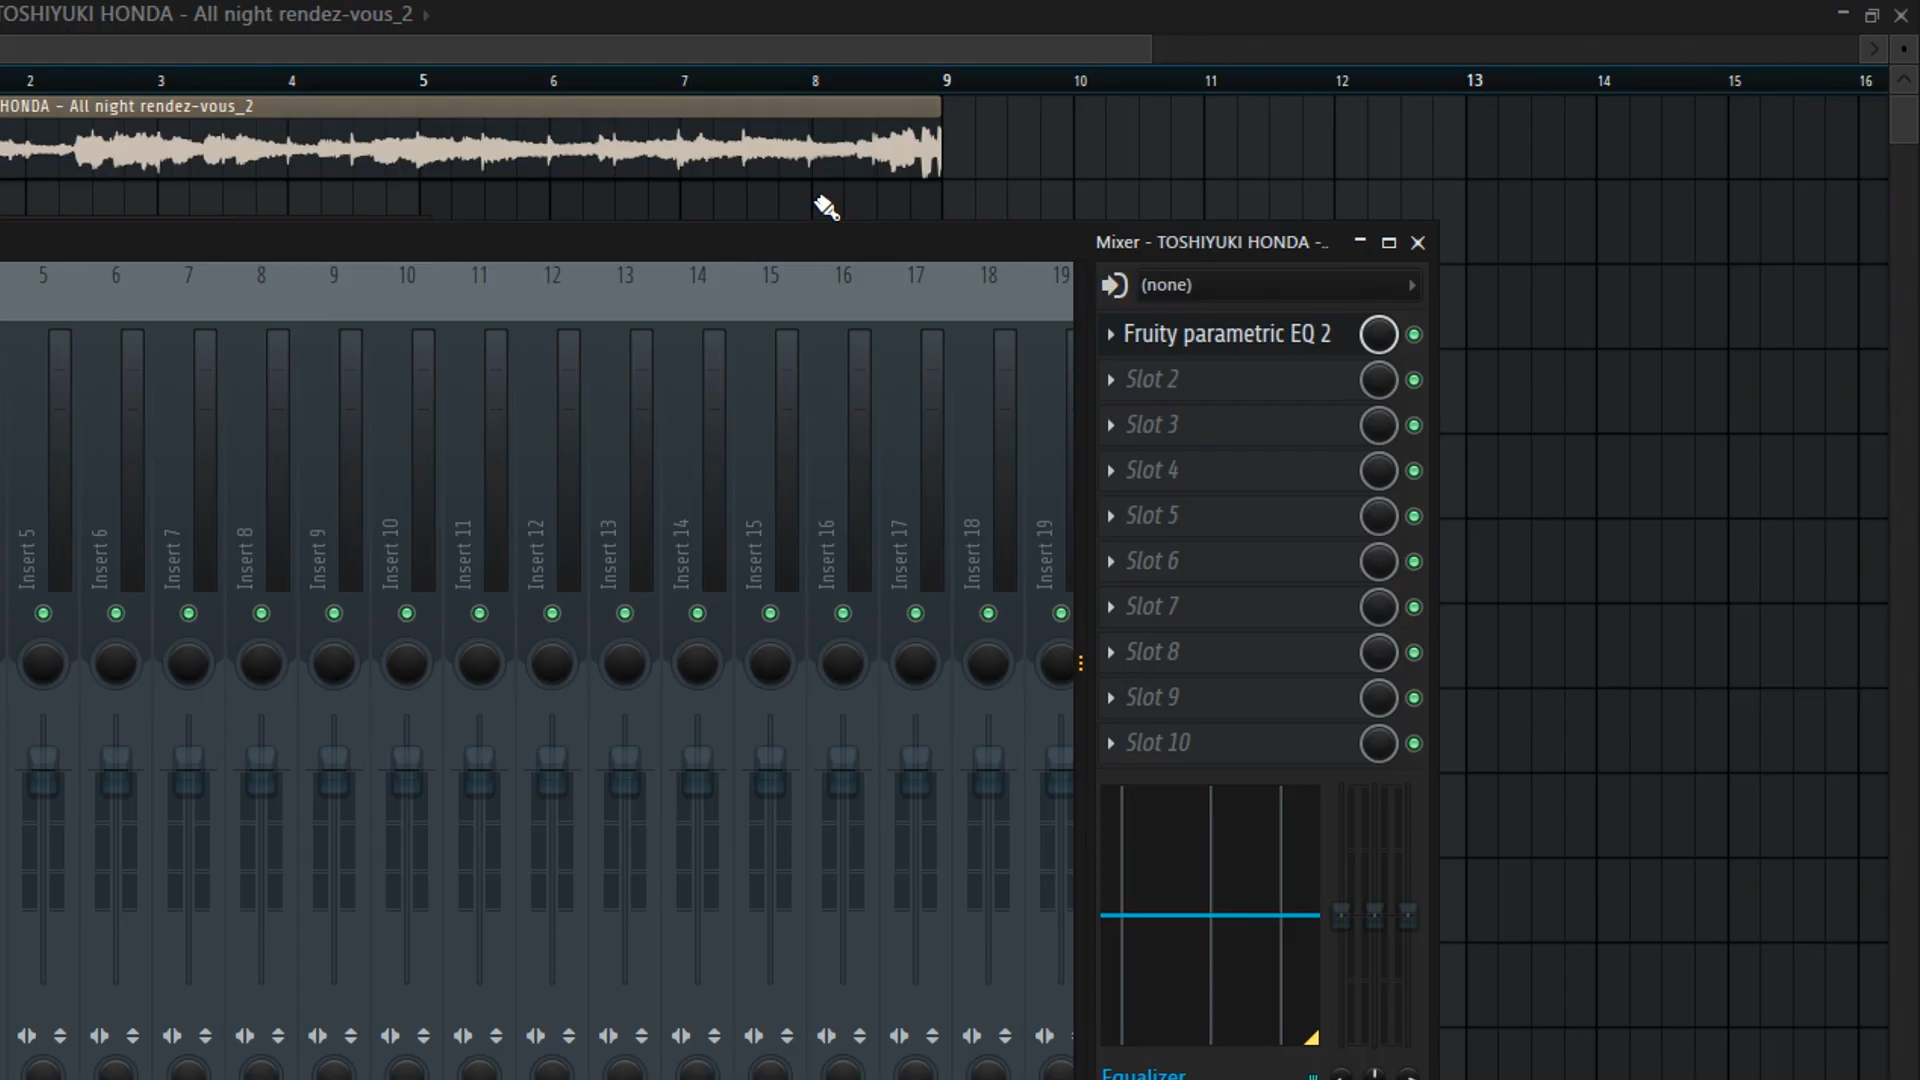 TOSHIYUKI HONDA - All night rendez-vous_2
2 3 4 5 6 7 8 9 10 11 12 13 14 15 16
HONDA - All night rendez-vous_2
Mixer - TOSHIYUKI HONDA -..
5 6 7 8 9 10 11 12 13 14 15 16 17 18 19
(none)
Fruity parametric EQ 2
Slot 2
Slot 3
Slot 4
Slot 5
Slot 6
Slot 7
Slot 8
Slot 9
Slot 10
Insert 5
Insert 6
Insert 7
Insert 8
Insert 9
Insert 10
Insert 11
Insert 12
Insert 13
Insert 14
Insert 15
Insert 16
Insert 17
Insert 18
Insert 19
Equalizer